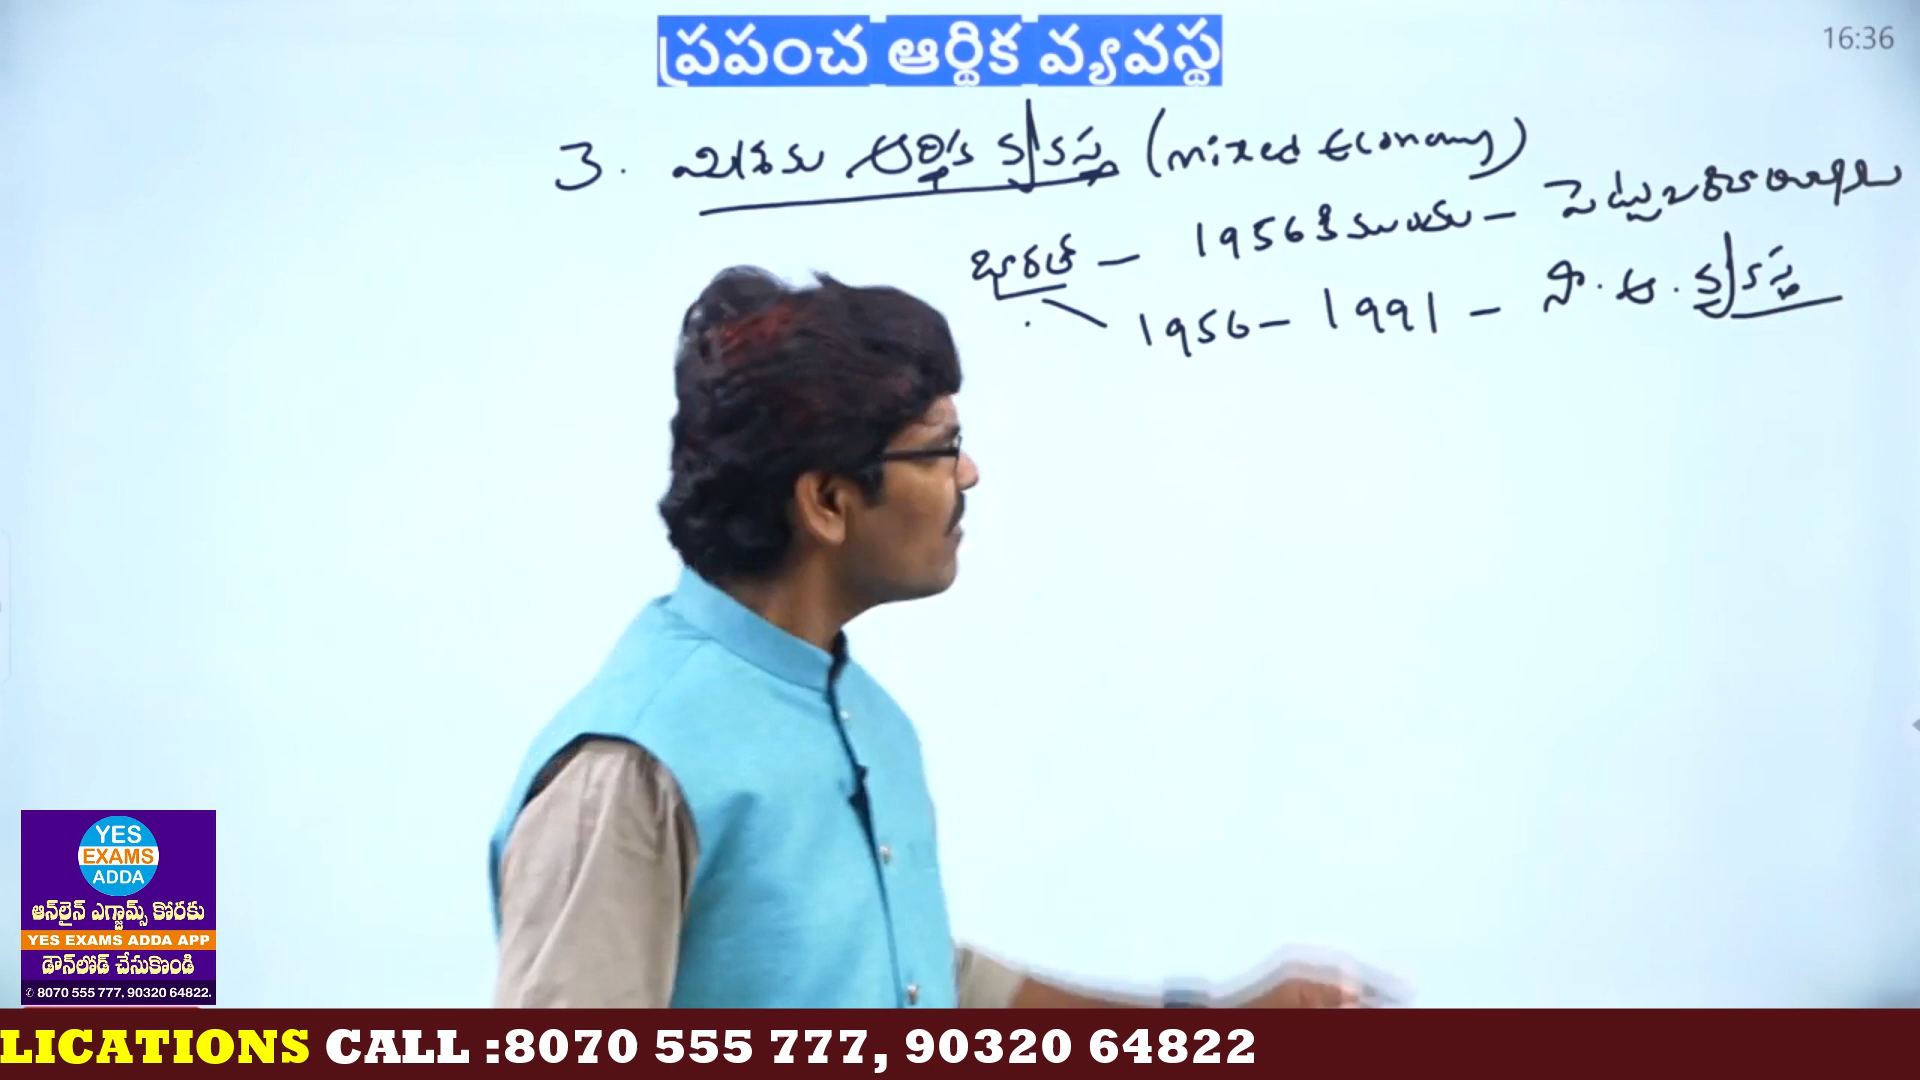 ప్రపంచ ఆర్థిక వ్యవస్థ
16:36
3. మిశ్రమ ఆర్థిక వ్యవస్థ (mixed Economy)
భారత్ – 1956కి ముందు – పెట్టుబడిదారీ
1956 – 1991 – సా.ఆ.వ్యవస్థ
YES
EXAMS
ADDA
ఆన్‌లైన్ ఎగ్జామ్స్ కొరకు
YES EXAMS ADDA APP
డౌన్‌లోడ్ చేసుకొండి
✆ 8070 555 777, 90320 64822.
LICATIONS CALL :8070 555 777, 90320 64822